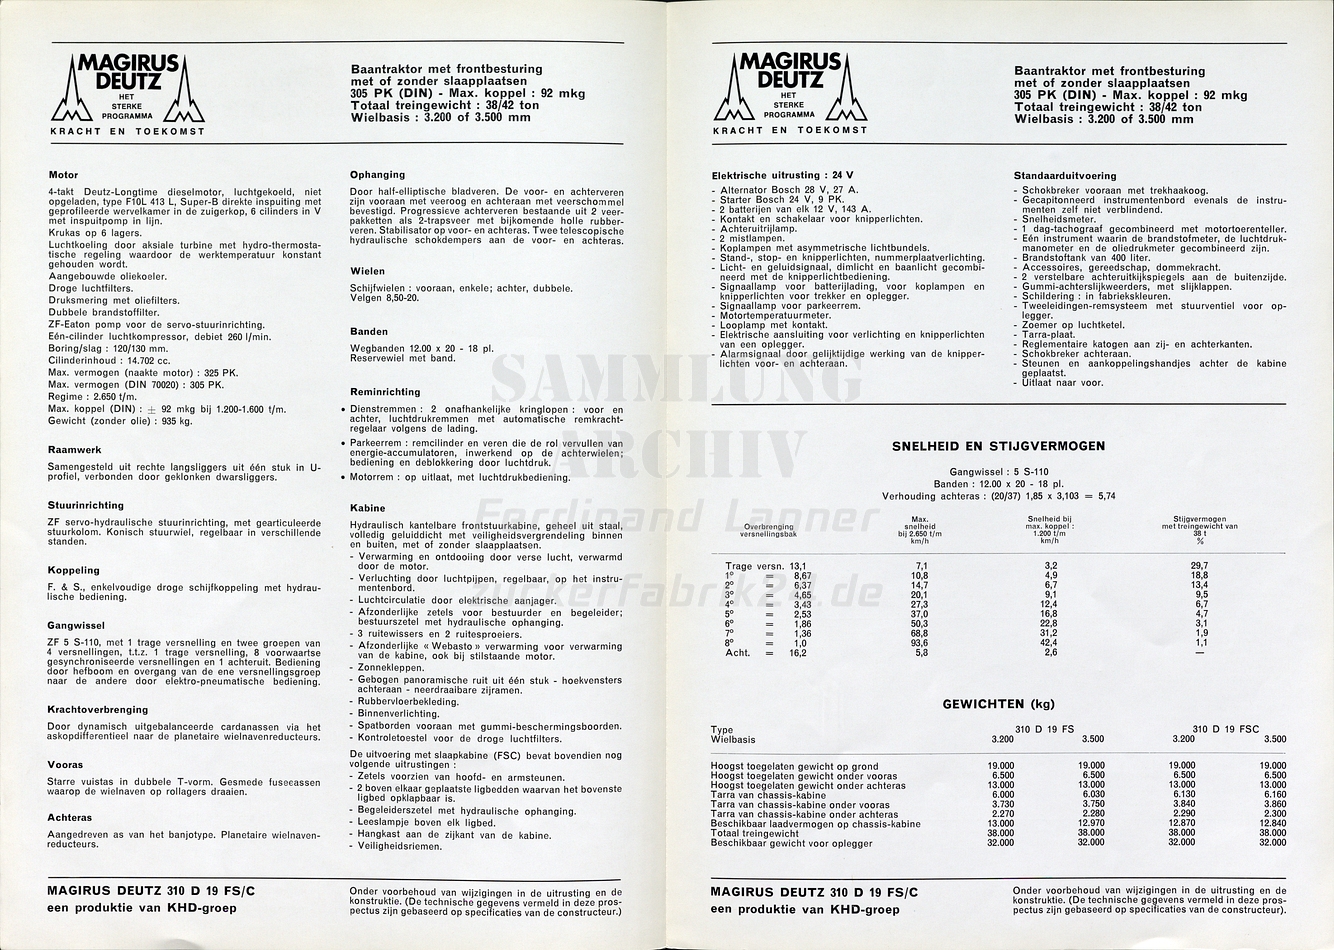 MAGIRUS
DEUTZ
HET
STERKE
PROGRAMMA
KRACHT EN TOEKOMST
Baantraktor met frontbesturing
met of zonder slaapplaatsen
305 PK (DIN) - Max. koppel : 92 mkg
Totaal treingewicht : 38/42 ton
Wielbasis : 3.200 of 3.500 mm
Motor
4-takt Deutz-Longtime dieselmotor, luchtgekoeld, niet
opgeladen, type F10L 413 L, Super-B direkte inspuiting met
geprofileerde wervelkamer in de zuigerkop, 6 cilinders in V
met inspuitpomp in lijn.
Krukas op 6 lagers.
Luchtkoeling door aksiale turbine met hydro-thermosta-
tische regeling waardoor de werktemperatuur konstant
gehouden wordt.
Aangebouwde oliekoeler.
Droge luchtfilters.
Druksmering met oliefilters.
Dubbele brandstoffilter.
ZF-Eaton pomp voor de servo-stuurinrichting.
Eén-cilinder luchtkompressor, debiet 260 l/min.
Boring/slag : 120/130 mm.
Cilinderinhoud : 14.702 cc.
Max. vermogen (naakte motor) : 325 PK.
Max. vermogen (DIN 70020) : 305 PK.
Regime : 2.650 t/m.
Max. koppel (DIN) : ± 92 mkg bij 1.200-1.600 t/m.
Gewicht (zonder olie) : 935 kg.
Raamwerk
Samengesteld uit rechte langsliggers uit één stuk in U-
profiel, verbonden door geklonken dwarsliggers.
Stuurinrichting
ZF servo-hydraulische stuurinrichting, met gearticuleerde
stuurkolom. Konisch stuurwiel, regelbaar in verschillende
standen.
Koppeling
F. & S., enkelvoudige droge schijfkoppeling met hydrau-
lische bediening.
Gangwissel
ZF 5 S-110, met 1 trage versnelling en twee groepen van
4 versnellingen, t.t.z. 1 trage versnelling, 8 voorwaartse
gesynchroniseerde versnellingen en 1 achteruit. Bediening
door hefboom en overgang van de ene versnellingsgroep
naar de andere door elektro-pneumatische bediening.
Krachtoverbrenging
Door dynamisch uitgebalanceerde cardanassen via het
askopdifferentieel naar de planetaire wielnavenreducteurs.
Vooras
Starre vuistas in dubbele T-vorm. Gesmede fuseeassen
waarop de wielnaven op rollagers draaien.
Achteras
Aangedreven as van het banjotype. Planetaire wielnaven-
reducteurs.
Ophanging
Door half-elliptische bladveren. De voor- en achterveren
zijn vooraan met veeroog en achteraan met veerschommel
bevestigd. Progressieve achterveren bestaande uit 2 veer-
paketten als 2-trapsveer met bijkomende holle rubber-
veren. Stabilisator op voor- en achteras. Twee telescopische
hydraulische schokdempers aan de voor- en achteras.
Wielen
Schijfwielen : vooraan, enkele; achter, dubbele.
Velgen 8,50-20.
Banden
Wegbanden 12.00 x 20 - 18 pl.
Reservewiel met band.
Reminrichting
• Dienstremmen : 2 onafhankelijke kringlopen : voor en
achter, luchtdrukremmen met automatische remkracht-
regelaar volgens de lading.
• Parkeerrem : remcilinder en veren die de rol vervullen van
energie-accumulatoren, inwerkend op de achterwielen;
bediening en deblokkering door luchtdruk.
• Motorrem : op uitlaat, met luchtdrukbediening.
Kabine
Hydraulisch kantelbare frontstuurkabine, geheel uit staal,
volledig geluiddicht met veiligheidsvergrendeling binnen
en buiten, met of zonder slaapplaatsen.
- Verwarming en ontdooiing door verse lucht, verwarmd
door de motor.
- Verluchting door luchtpijpen, regelbaar, op het instru-
mentenbord.
- Luchtcirculatie door elektrische aanjager.
- Afzonderlijke zetels voor bestuurder en begeleider;
bestuurszetel met hydraulische ophanging.
- 3 ruitewissers en 2 ruitesproeiers.
- Afzonderlijke « Webasto » verwarming voor verwarming
van de kabine, ook bij stilstaande motor.
- Zonnekleppen.
- Gebogen panoramische ruit uit één stuk - hoekvensters
achteraan - neerdraaibare zijramen.
- Rubbervloerbekleding.
- Binnenverlichting.
- Spatborden vooraan met gummi-beschermingsboorden.
- Kontroletoestel voor de droge luchtfilters.
De uitvoering met slaapkabine (FSC) bevat bovendien nog
volgende uitrustingen :
- Zetels voorzien van hoofd- en armsteunen.
- 2 boven elkaar geplaatste ligbedden waarvan het bovenste
ligbed opklapbaar is.
- Begeleiderszetel met hydraulische ophanging.
- Leeslampje boven elk ligbed.
- Hangkast aan de zijkant van de kabine.
- Veiligheidsriemen.
MAGIRUS DEUTZ 310 D 19 FS/C
een produktie van KHD-groep
Onder voorbehoud van wijzigingen in de uitrusting en de
konstruktie. (De technische gegevens vermeld in deze pros-
pectus zijn gebaseerd op specificaties van de constructeur.)
MAGIRUS
DEUTZ
HET
STERKE
PROGRAMMA
KRACHT EN TOEKOMST
Baantraktor met frontbesturing
met of zonder slaapplaatsen
305 PK (DIN) - Max. koppel : 92 mkg
Totaal treingewicht : 38/42 ton
Wielbasis : 3.200 of 3.500 mm
Elektrische uitrusting : 24 V
- Alternator Bosch 28 V, 27 A.
- Starter Bosch 24 V, 9 PK.
- 2 batterijen van elk 12 V, 143 A.
- Kontakt en schakelaar voor knipperlichten.
- Achteruitrijlamp.
- 2 mistlampen.
- Koplampen met asymmetrische lichtbundels.
- Stand-, stop- en knipperlichten, nummerplaatverlichting.
- Licht- en geluidsignaal, dimlicht en baanlicht gecombi-
neerd met de knipperlichtbediening.
- Signaallamp voor batterijlading, voor koplampen en
knipperlichten voor trekker en oplegger.
- Signaallamp voor parkeerrem.
- Motortemperatuurmeter.
- Looplamp met kontakt.
- Elektrische aansluiting voor verlichting en knipperlichten
van een oplegger.
- Alarmsignaal door gelijktijdige werking van de knipper-
lichten voor- en achteraan.
Standaarduitvoering
- Schokbreker vooraan met trekhaakoog.
- Gecapitonneerd instrumentenbord evenals de instru-
menten zelf niet verblindend.
- Snelheidsmeter.
- 1 dag-tachograaf gecombineerd met motortoerenteller.
- Eén instrument waarin de brandstofmeter, de luchtdruk-
manometer en de oliedrukmeter gecombineerd zijn.
- Brandstoftank van 400 liter.
- Accessoires, gereedschap, dommekracht.
- 2 verstelbare achteruitkijkspiegels aan de buitenzijde.
- Gummi-achterslijkweerders, met slijklappen.
- Schildering : in fabriekskleuren.
- Tweeleidingen-remsysteem met stuurventiel voor op-
legger.
- Zoemer op luchtketel.
- Tarra-plaat.
- Reglementaire katogen aan zij- en achterkanten.
- Schokbreker achteraan.
- Steunen en aankoppelingshandjes achter de kabine
geplaatst.
- Uitlaat naar voor.
SNELHEID EN STIJGVERMOGEN
Gangwissel : 5 S-110
Banden : 12.00 x 20 - 18 pl.
Verhouding achteras : (20/37) 1,85 x 3,103 = 5,74
Overbrenging versnellingsbak Max. snelheid bij 2.650 t/m km/h Snelheid bij max. koppel : 1.200 t/m km/h Stijgvermogen met treingewicht van 38 t %
Trage versn. 13,1 7,1 3,2 29,7
1° = 8,67 10,8 4,9 18,8
2° = 6,37 14,7 6,7 13,4
3° = 4,65 20,1 9,1 9,5
4° = 3,43 27,3 12,4 6,7
5° = 2,53 37,0 16,8 4,7
6° = 1,86 50,3 22,8 3,1
7° = 1,36 68,8 31,2 1,9
8° = 1,0 93,6 42,4 1,1
Acht. = 16,2 5,8 2,6 —
GEWICHTEN (kg)
Type 310 D 19 FS 310 D 19 FSC
Wielbasis 3.200 3.500 3.200 3.500
Hoogst toegelaten gewicht op grond 19.000 19.000 19.000 19.000
Hoogst toegelaten gewicht onder vooras 6.500 6.500 6.500 6.500
Hoogst toegelaten gewicht onder achteras 13.000 13.000 13.000 13.000
Tarra van chassis-kabine 6.000 6.030 6.130 6.160
Tarra van chassis-kabine onder vooras 3.730 3.750 3.840 3.860
Tarra van chassis-kabine onder achteras 2.270 2.280 2.290 2.300
Beschikbaar laadvermogen op chassis-kabine 13.000 12.970 12.870 12.840
Totaal treingewicht 38.000 38.000 38.000 38.000
Beschikbaar gewicht voor oplegger 32.000 32.000 32.000 32.000
MAGIRUS DEUTZ 310 D 19 FS/C
een produktie van KHD-groep
Onder voorbehoud van wijzigingen in de uitrusting en de
konstruktie. (De technische gegevens vermeld in deze pros-
pectus zijn gebaseerd op specificaties van de constructeur).
SAMMLUNG
ARCHIV
Ferdinand Lanner
zuckerfabrik24.de